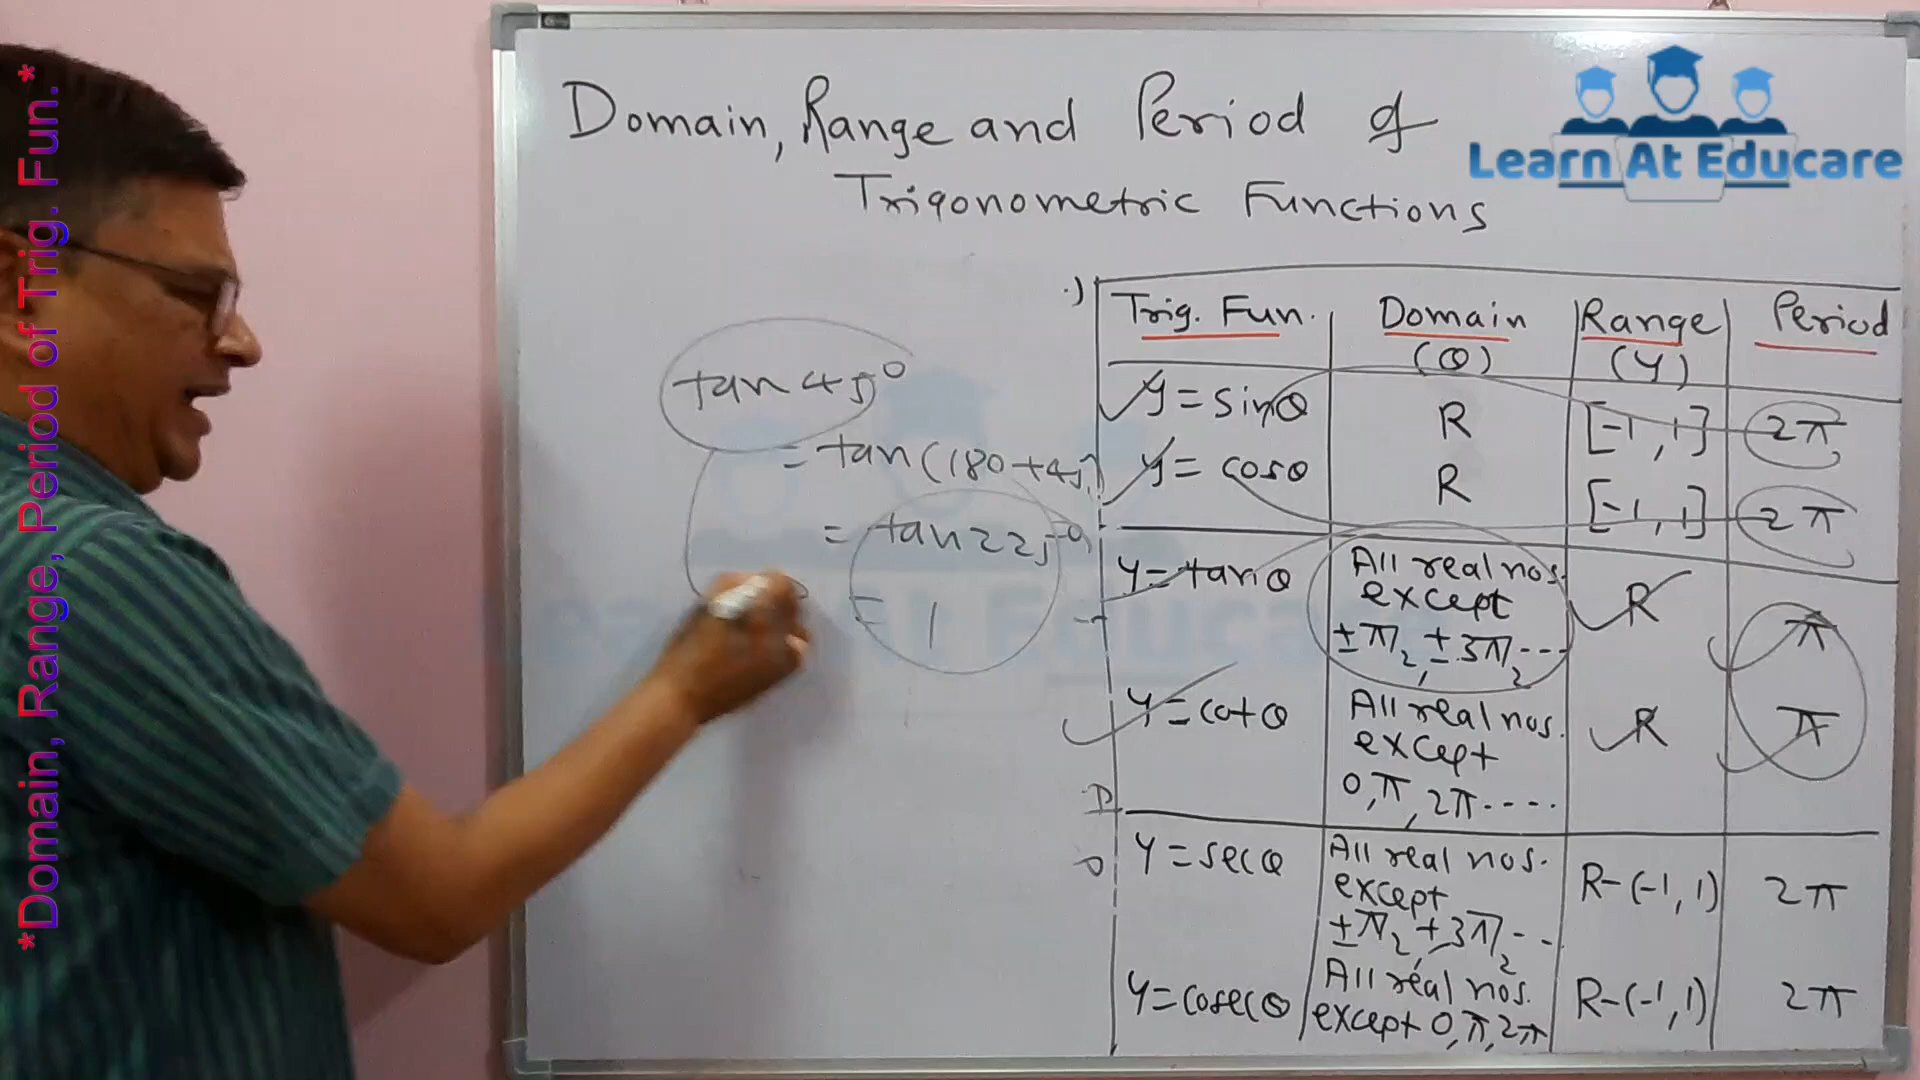 *Domain, Range, Period of Trig. Fun.*
Domain, Range and Period of
Trigonometric Functions
Learn At Educare
tan 45°
= tan(180+45)
= tan 225°
= 1
Trig. Fun. Domain (θ) Range (y) Period
y = sinθ R [-1, 1] 2π
y = cosθ R [-1, 1] 2π
y = tanθ All real nos. except ±π/2, ±3π/2 --- R π
y = cotθ All real nos. except 0, π, 2π ---- R π
y = secθ All real nos. except ±π/2, ±3π/2 -- R-(-1, 1) 2π
y = cosecθ All real nos. except 0, π, 2π R-(-1, 1) 2π
Learn At Educare